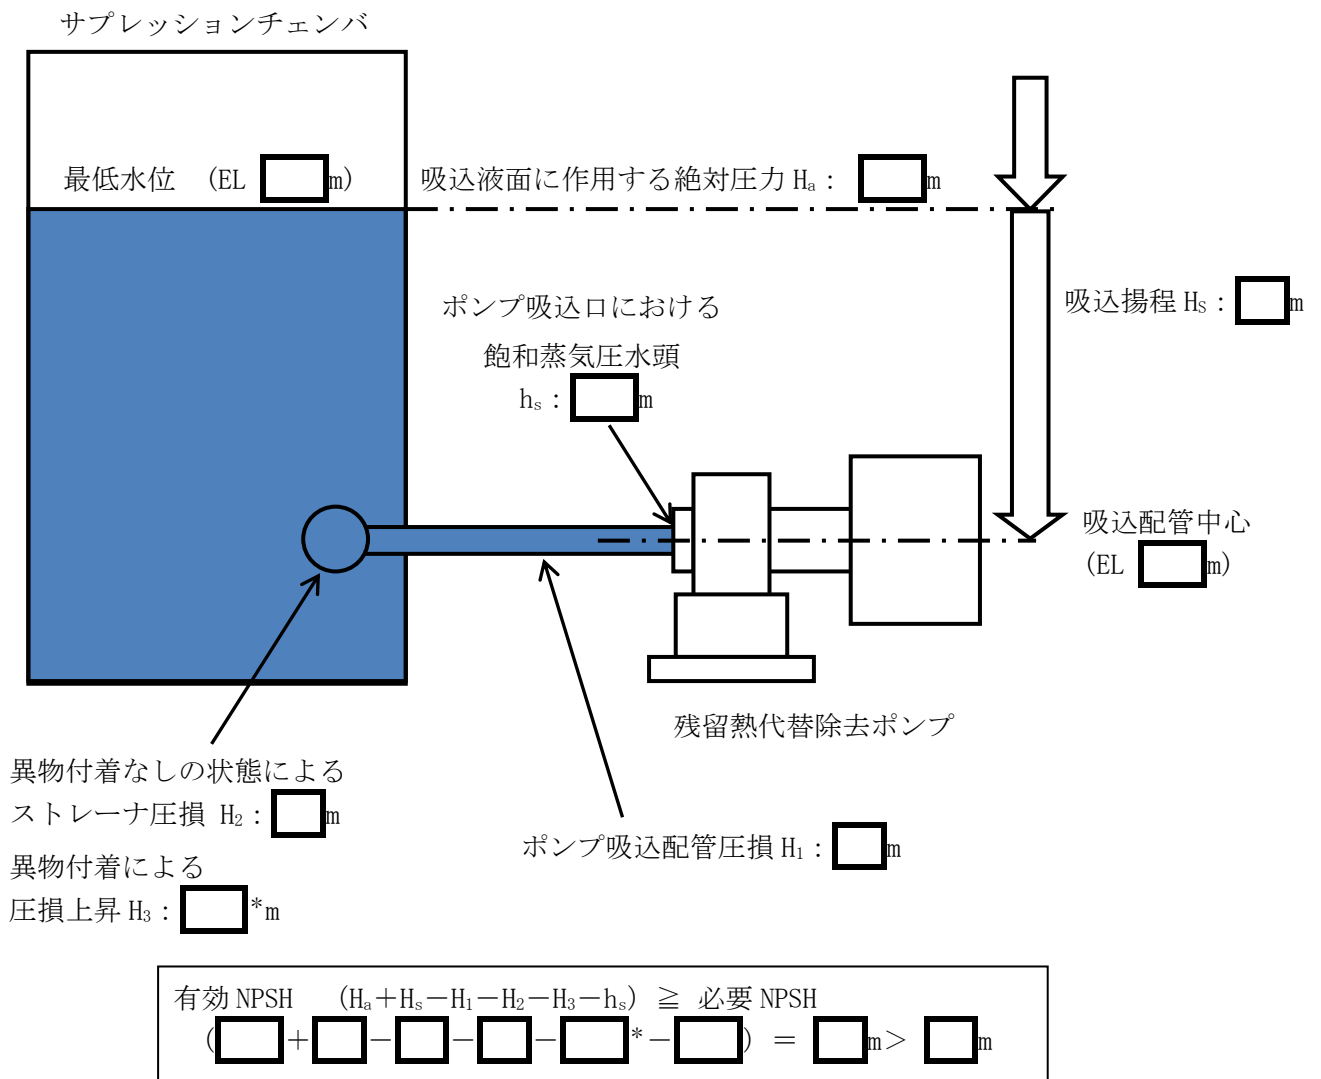 サプレッションチェンバ
最低水位 (EL m)
吸込液面に作用する絶対圧力 Ha: m
吸込揚程 HS: m
ポンプ吸込口における
飽和蒸気圧水頭
hs: m
吸込配管中心
(EL m)
残留熱代替除去ポンプ
異物付着なしの状態による
ストレーナ圧損 H2: m
ポンプ吸込配管圧損 H1: m
異物付着による
圧損上昇 H3: *m
有効 NPSH (Ha+Hs−H1−H2−H3−hs) ≧ 必要 NPSH
( + − − − *− ) = m> m